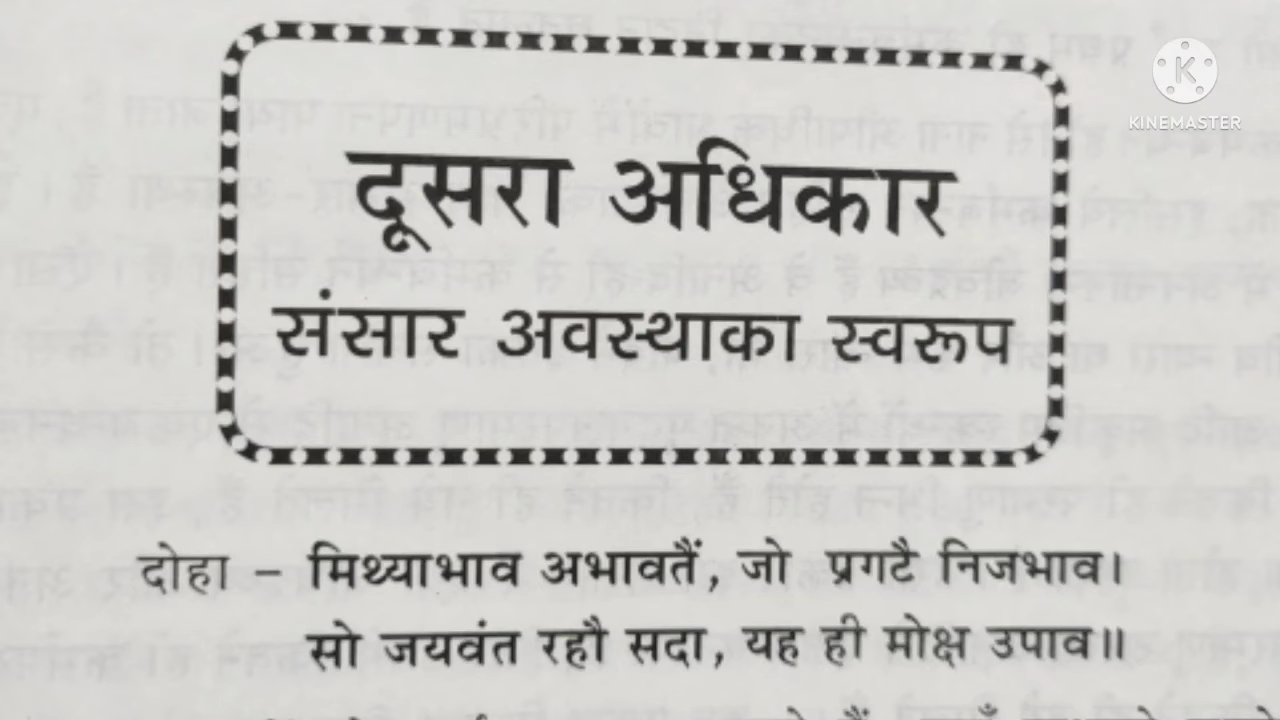 दूसरा अधिकार
संसार अवस्थाका स्वरूप
दोहा – मिथ्याभाव अभावतैं, जो प्रगटै निजभाव।
सो जयवंत रहौ सदा, यह ही मोक्ष उपाव॥
K
KINEMASTER